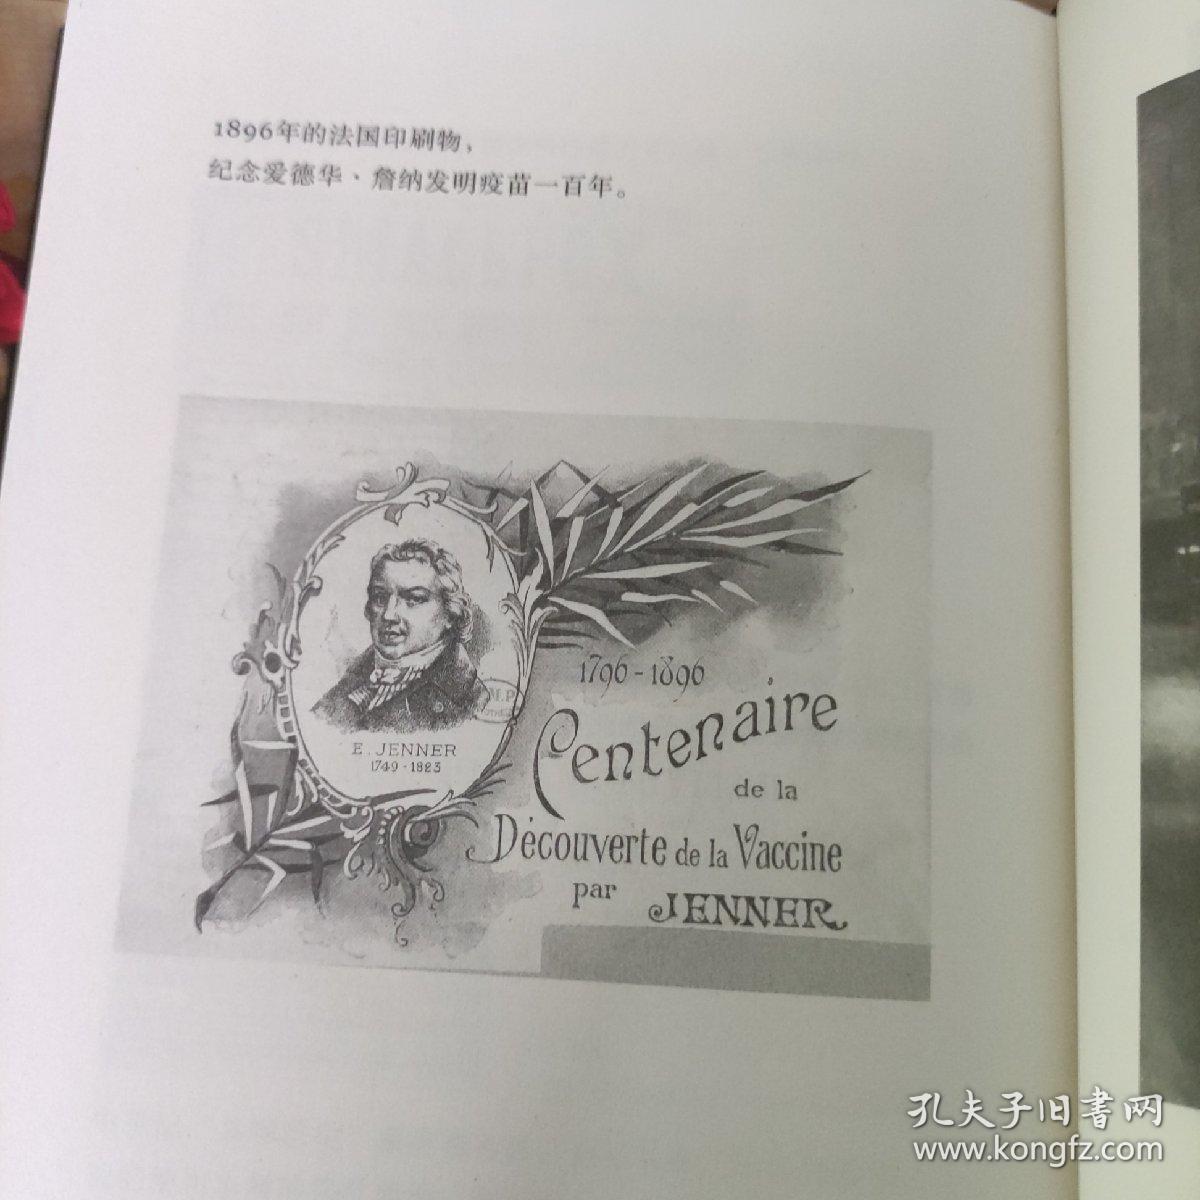 1896年的法国印刷物，
纪念爱德华、詹纳发明疫苗一百年。
E. JENNER
1749-1823
M.P.
1796-1896
Centenaire
de la
Découverte de la Vaccine
par JENNER
孔夫子旧书网
www.kongfz.com